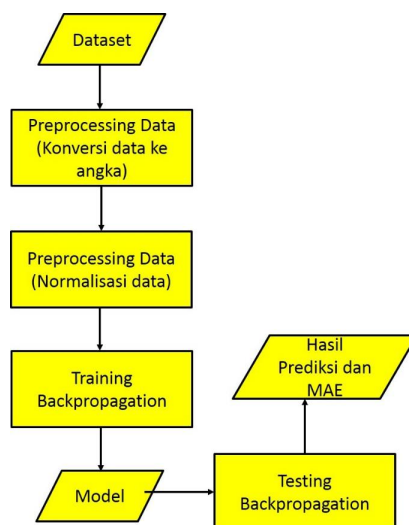 Dataset
Preprocessing Data
(Konversi data ke
angka)
Preprocessing Data
(Normalisasi data)
Training
Backpropagation
Model
Testing
Backpropagation
Hasil
Prediksi dan
MAE